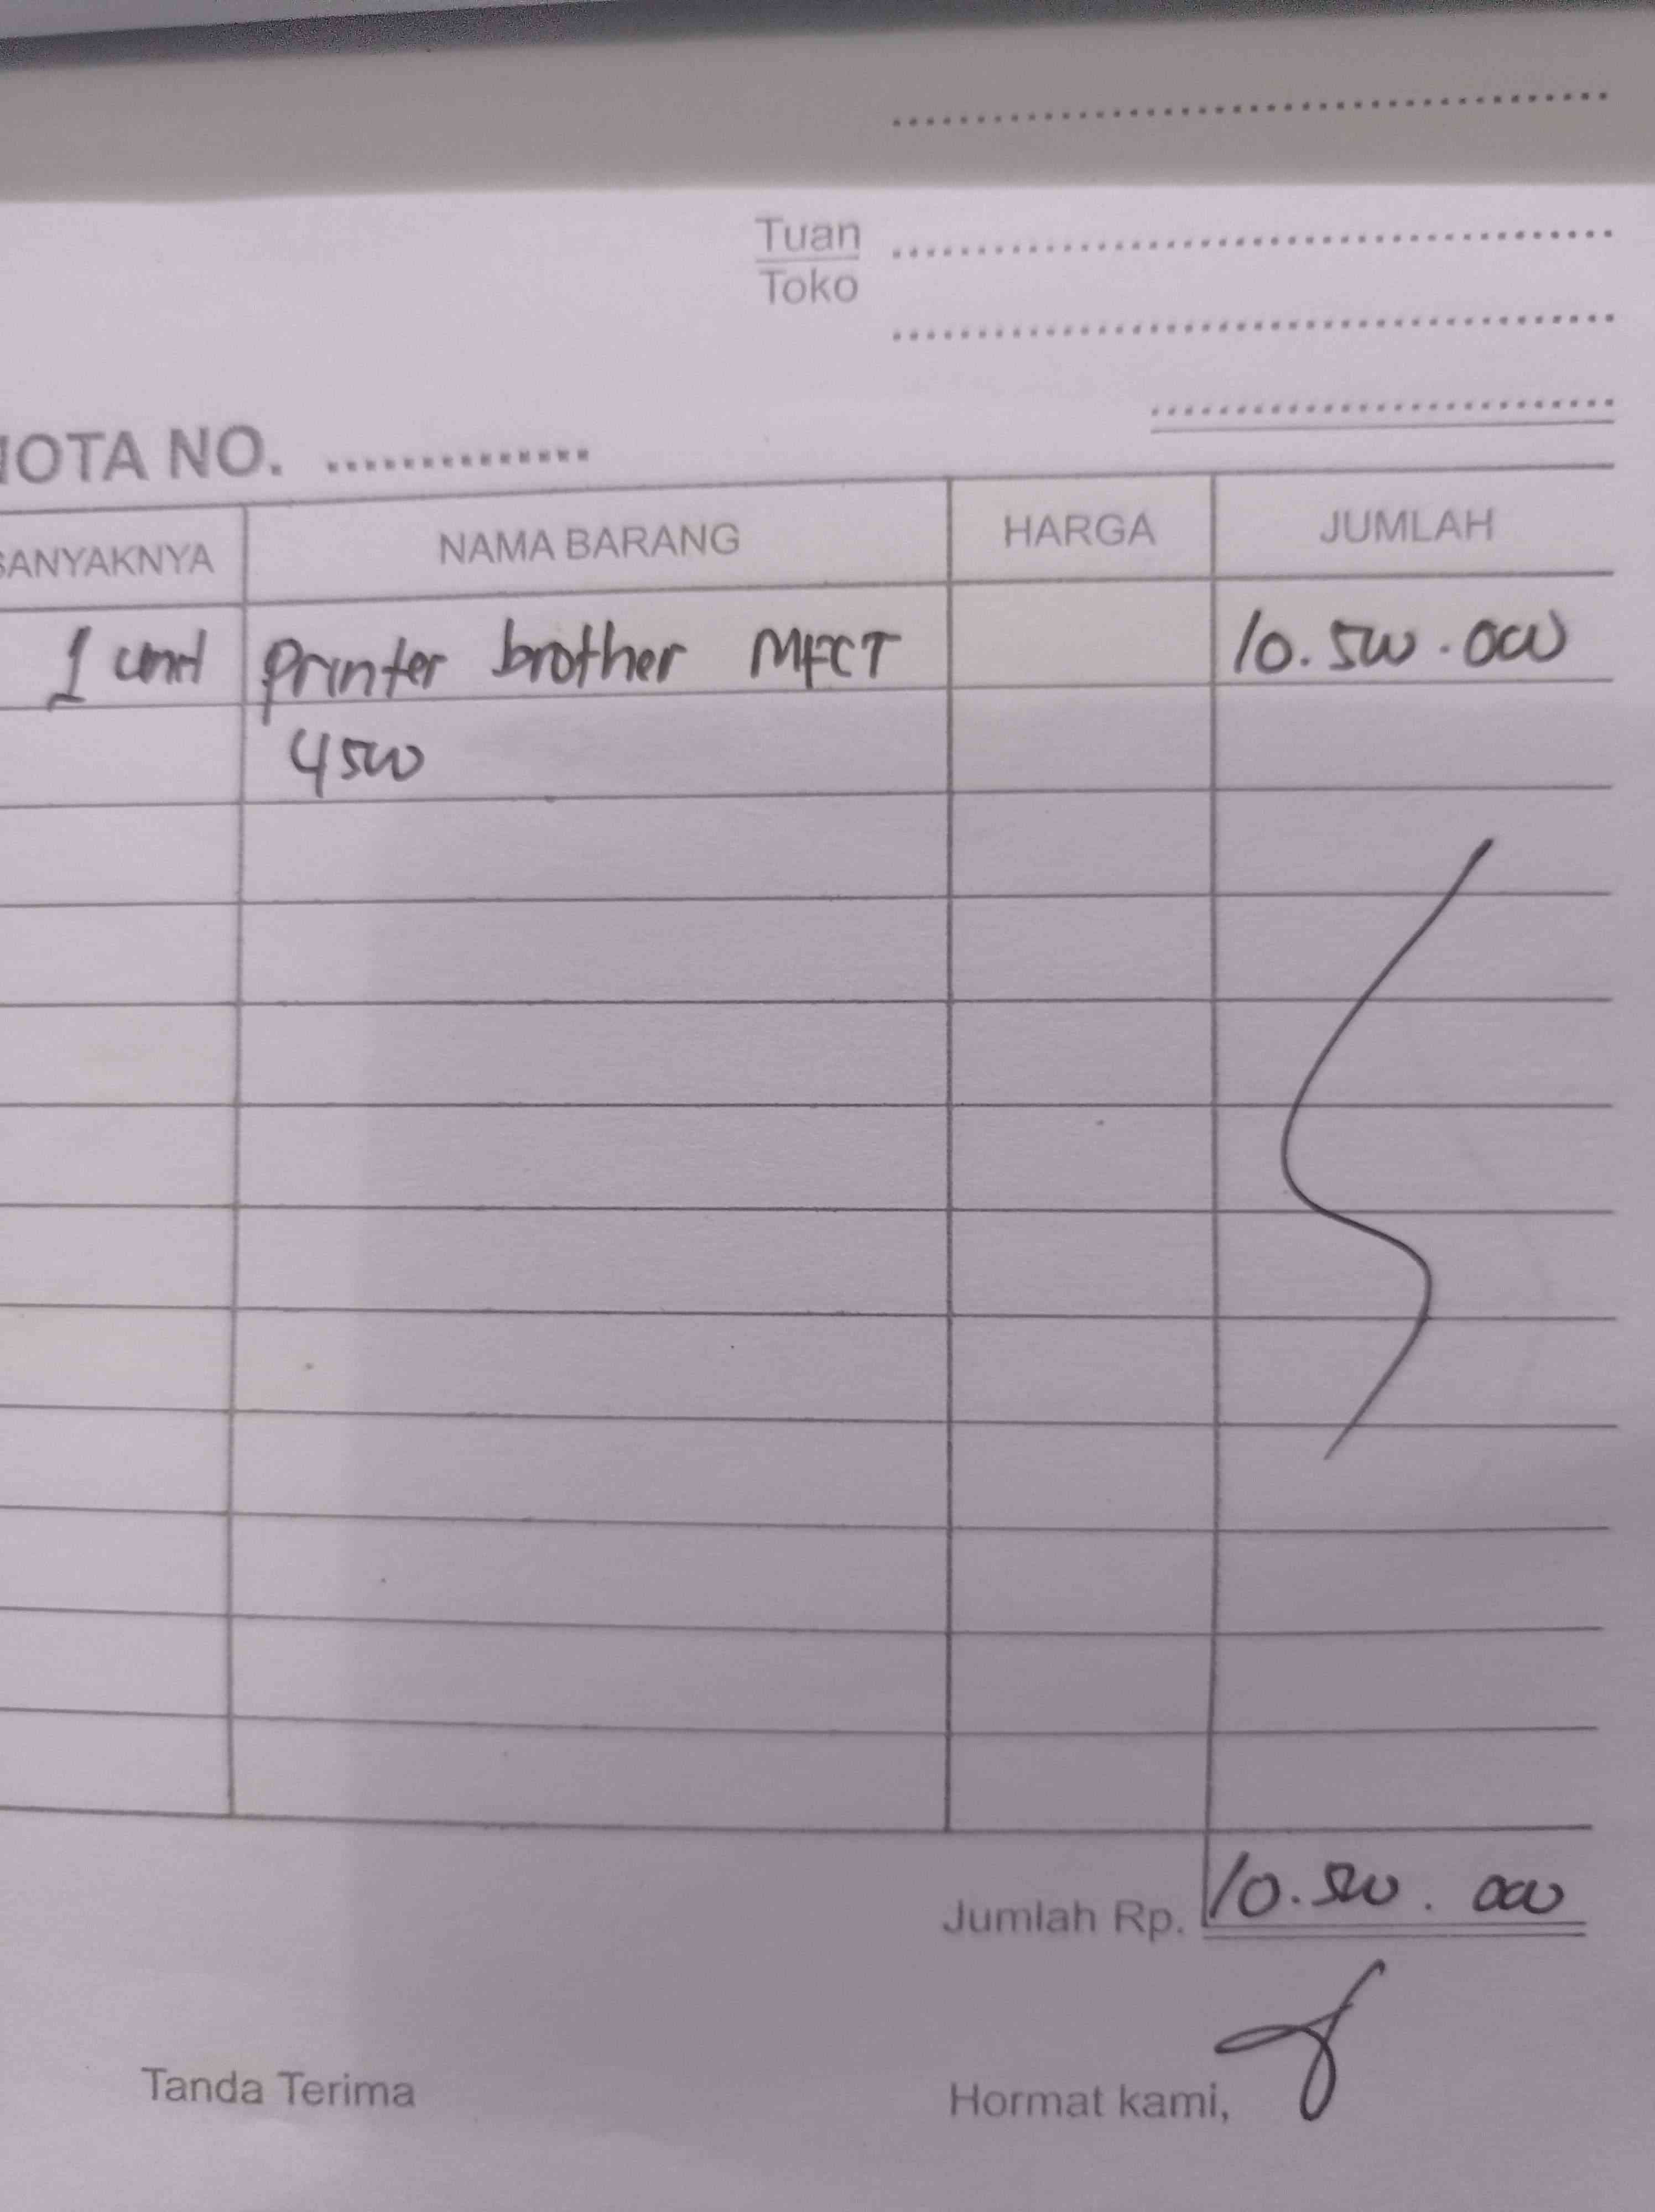 Tuan
Toko
NOTA NO.
BANYAKNYA NAMA BARANG HARGA JUMLAH
1 unit Printer brother MFCT 10.500.000
4500
Jumlah Rp. 10.500.000
Tanda Terima Hormat kami,